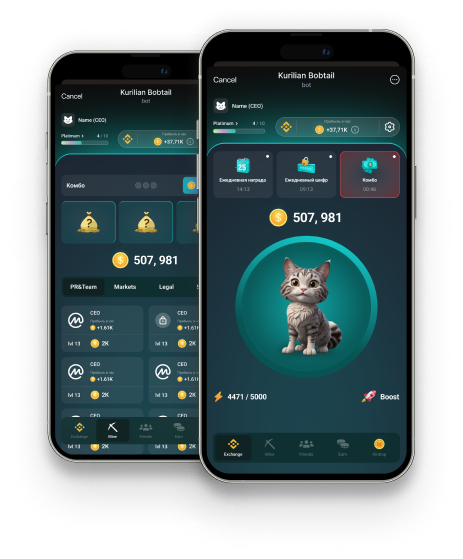 Cancel
Kurilian Bobtail
bot
Name (CEO)
Platinum >
4 / 10
Прибыль в час
+37,71K
Комбо
?
?
507, 981
PR&Team
Markets
Legal
CEO
Прибыль в час
+1.61K
lvl 13
2K
CEO
Прибыль в час
+1.61K
lvl 13
2K
CEO
Прибыль в час
+1.61K
lvl 13
2K
CEO
Прибыль в час
+1.61K
lvl 13
2K
CEO
CEO
lvl 13
2K
lvl 13
2K
Exchange
Mine
Friends
Earn
Cancel
Kurilian Bobtail
bot
Name (CEO)
Platinum >
4 / 10
Прибыль в час
+37,71K
Ежедневная награда
14:13
Ежедневный шифр
09:13
Комбо
00:46
507, 981
4471 / 5000
Boost
Exchange
Mine
Friends
Earn
Airdrop